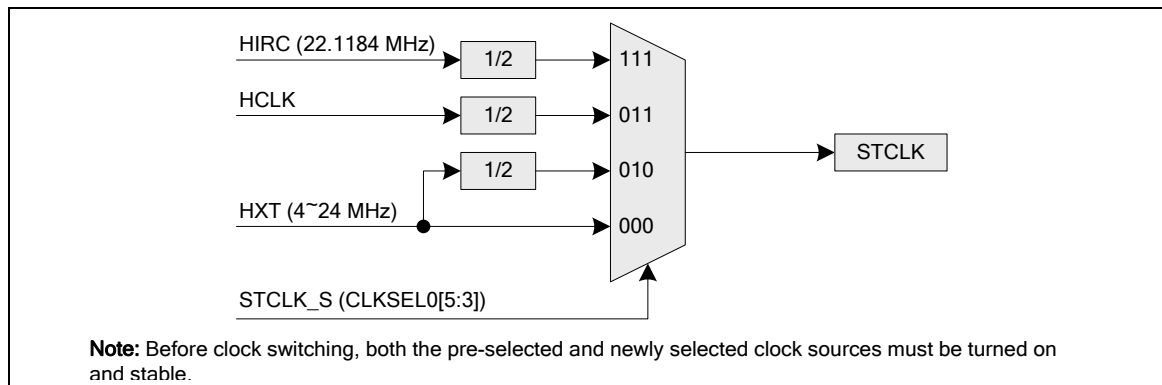 HIRC (22.1184 MHz)
1/2
111
HCLK
1/2
011
1/2
010
STCLK
HXT (4~24 MHz)
000
STCLK_S (CLKSEL0[5:3])
Note: Before clock switching, both the pre-selected and newly selected clock sources must be turned on
and stable.